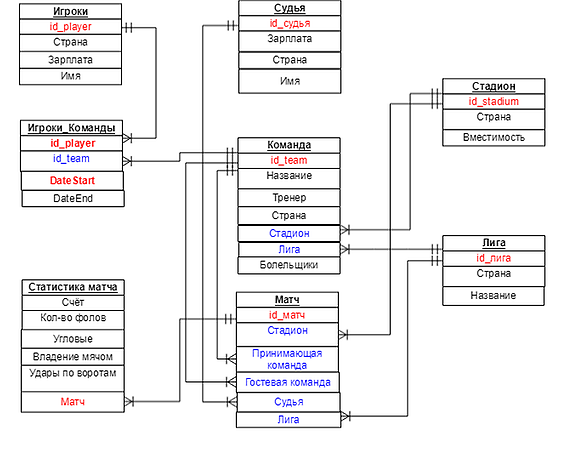 Игроки
id_player
Страна
Зарплата
Имя
Судья
id_судья
Зарплата
Страна
Имя
Стадион
id_stadium
Страна
Вместимость
Игроки_Команды
id_player
id_team
DateStart
DateEnd
Команда
id_team
Название
Тренер
Страна
Стадион
Лига
Болельщики
Лига
id_лига
Страна
Название
Статистика матча
Счёт
Кол-во фолов
Угловые
Владение мячом
Удары по воротам
Матч
Матч
id_матч
Стадион
Принимающая
команда
Гостевая команда
Судья
Лига